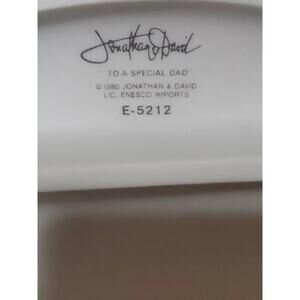 Jonathan & David
"TO A SPECIAL DAD"
© 1980 JONATHAN & DAVID
LIC. ENESCO IMPORTS
E-5212